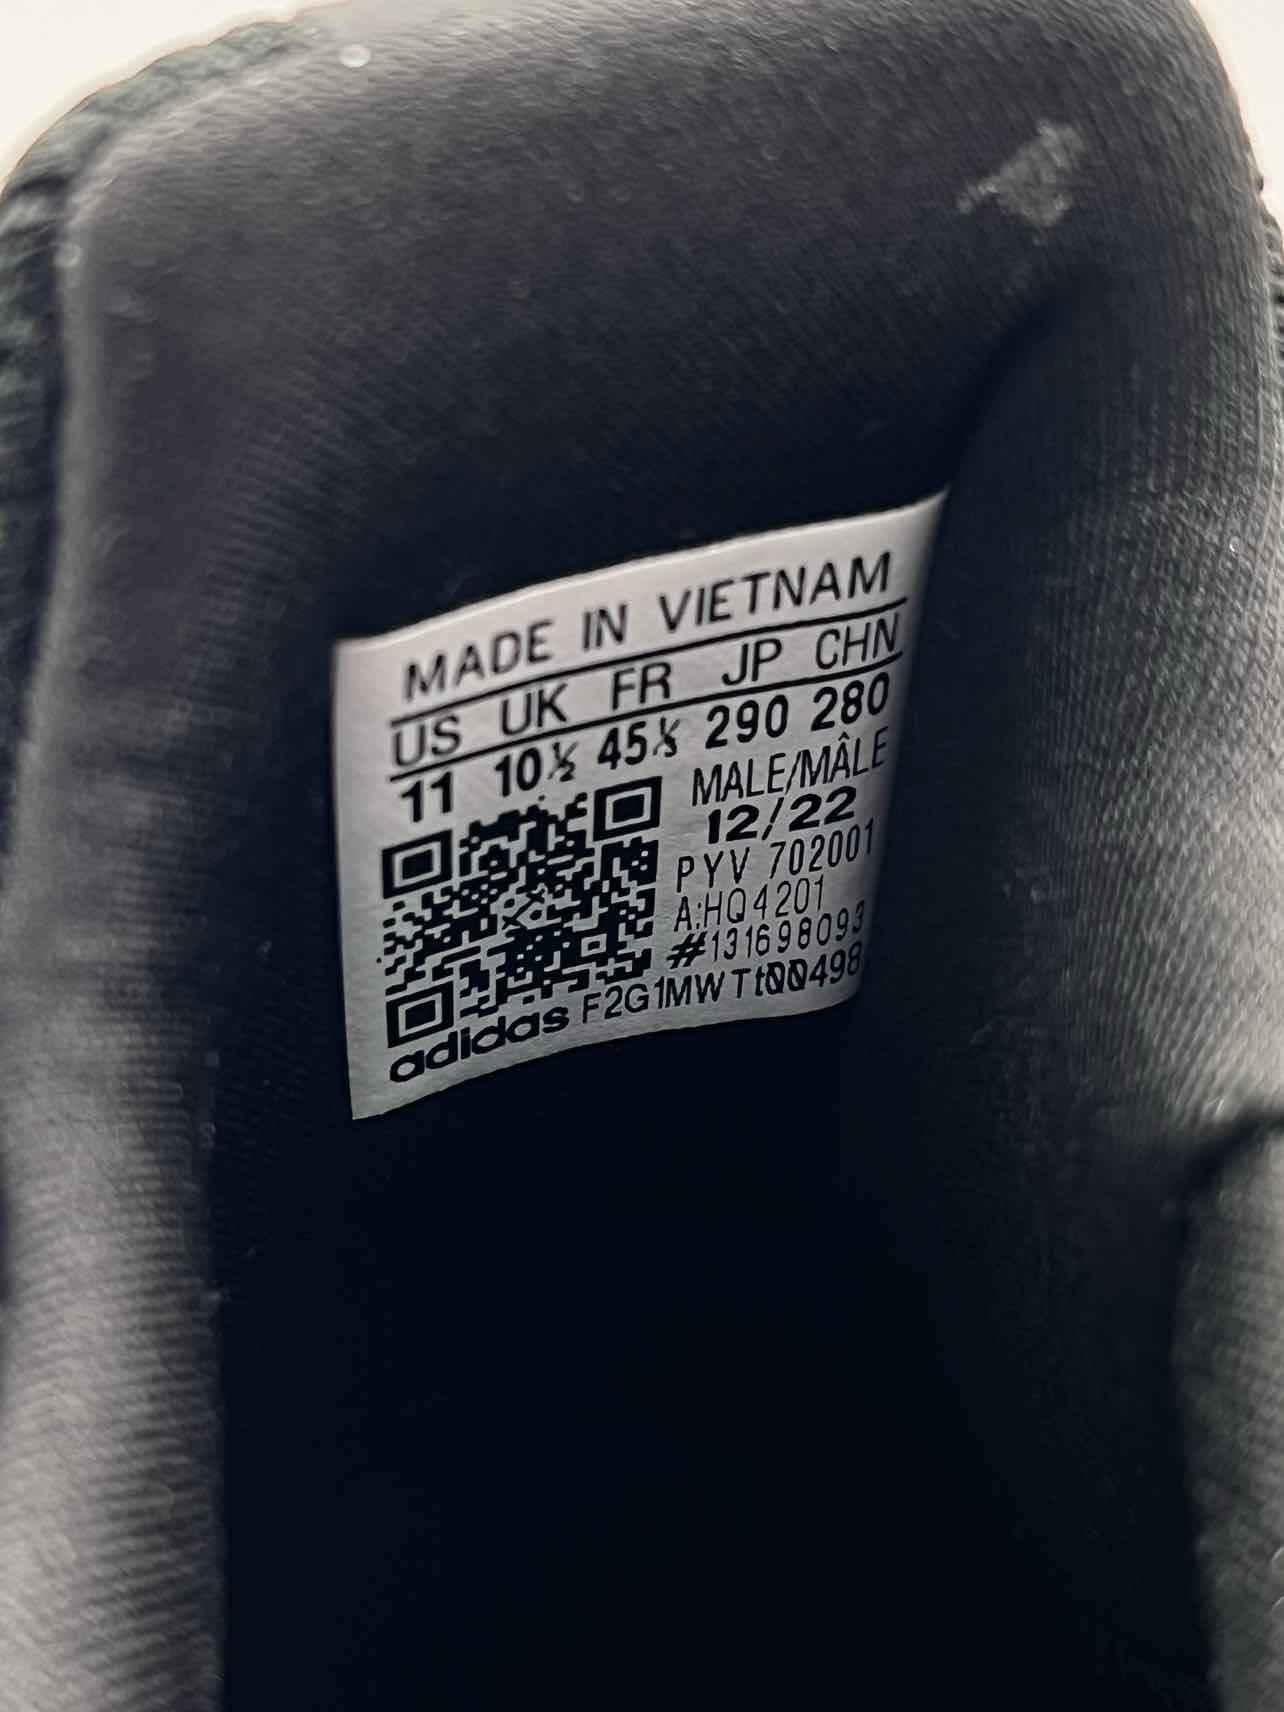 MADE IN VIETNAM
US UK FR JP CHN
11 10½ 45⅓ 290 280
MALE/MÂLE
12/22
PYV 702001
A:HQ4201
#131698093
adidas F2G1MWTt00498